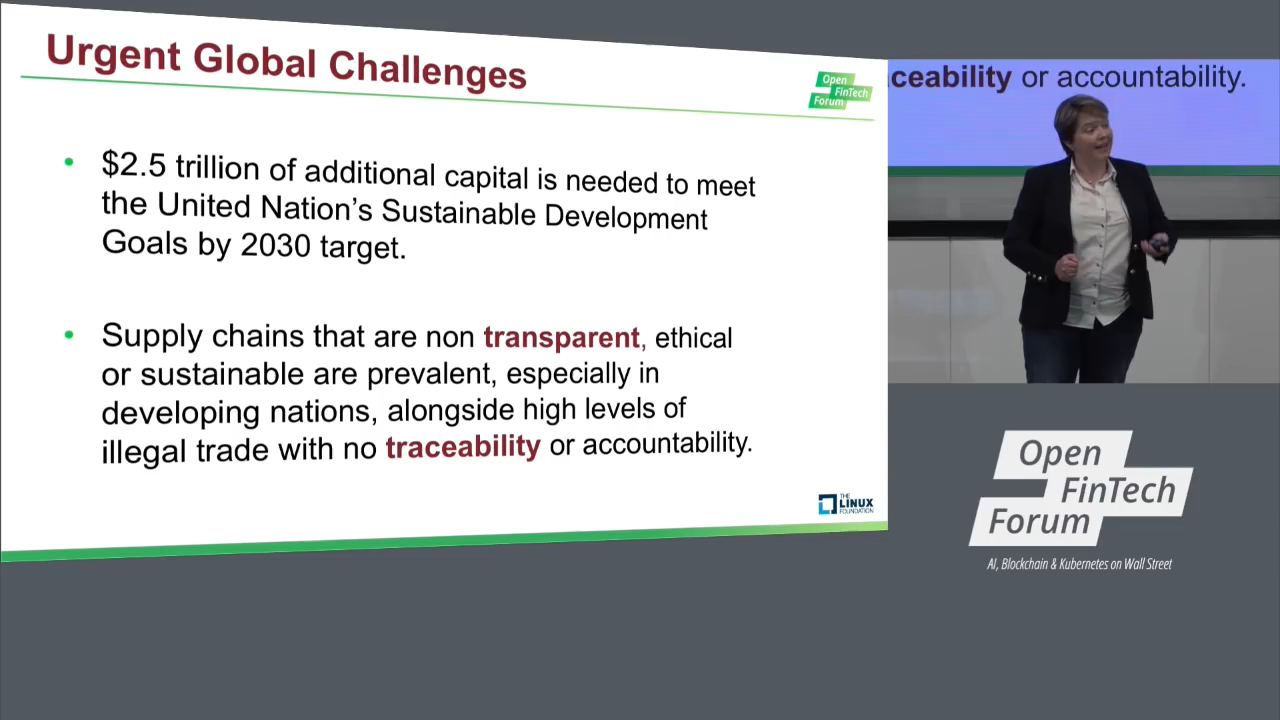 Urgent Global Challenges
Open
FinTech
Forum
• $2.5 trillion of additional capital is needed to meet
the United Nation's Sustainable Development
Goals by 2030 target.
• Supply chains that are non transparent, ethical
or sustainable are prevalent, especially in
developing nations, alongside high levels of
illegal trade with no traceability or accountability.
THE
LINUX
FOUNDATION
ceability or accountability.
Open
FinTech
Forum
AI, Blockchain & Kubernetes on Wall Street